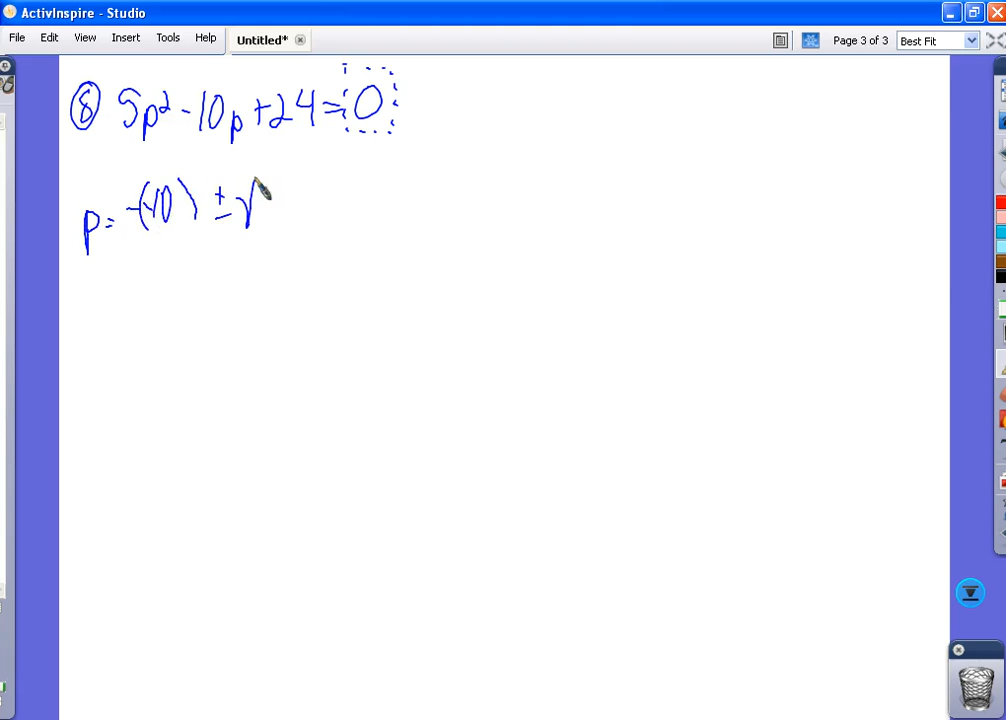 ActivInspire - Studio
File Edit View Insert Tools Help Untitled* Page 3 of 3 Best Fit
⑧ 5p² - 10p + 24 = 0
p = -(-10) ± √